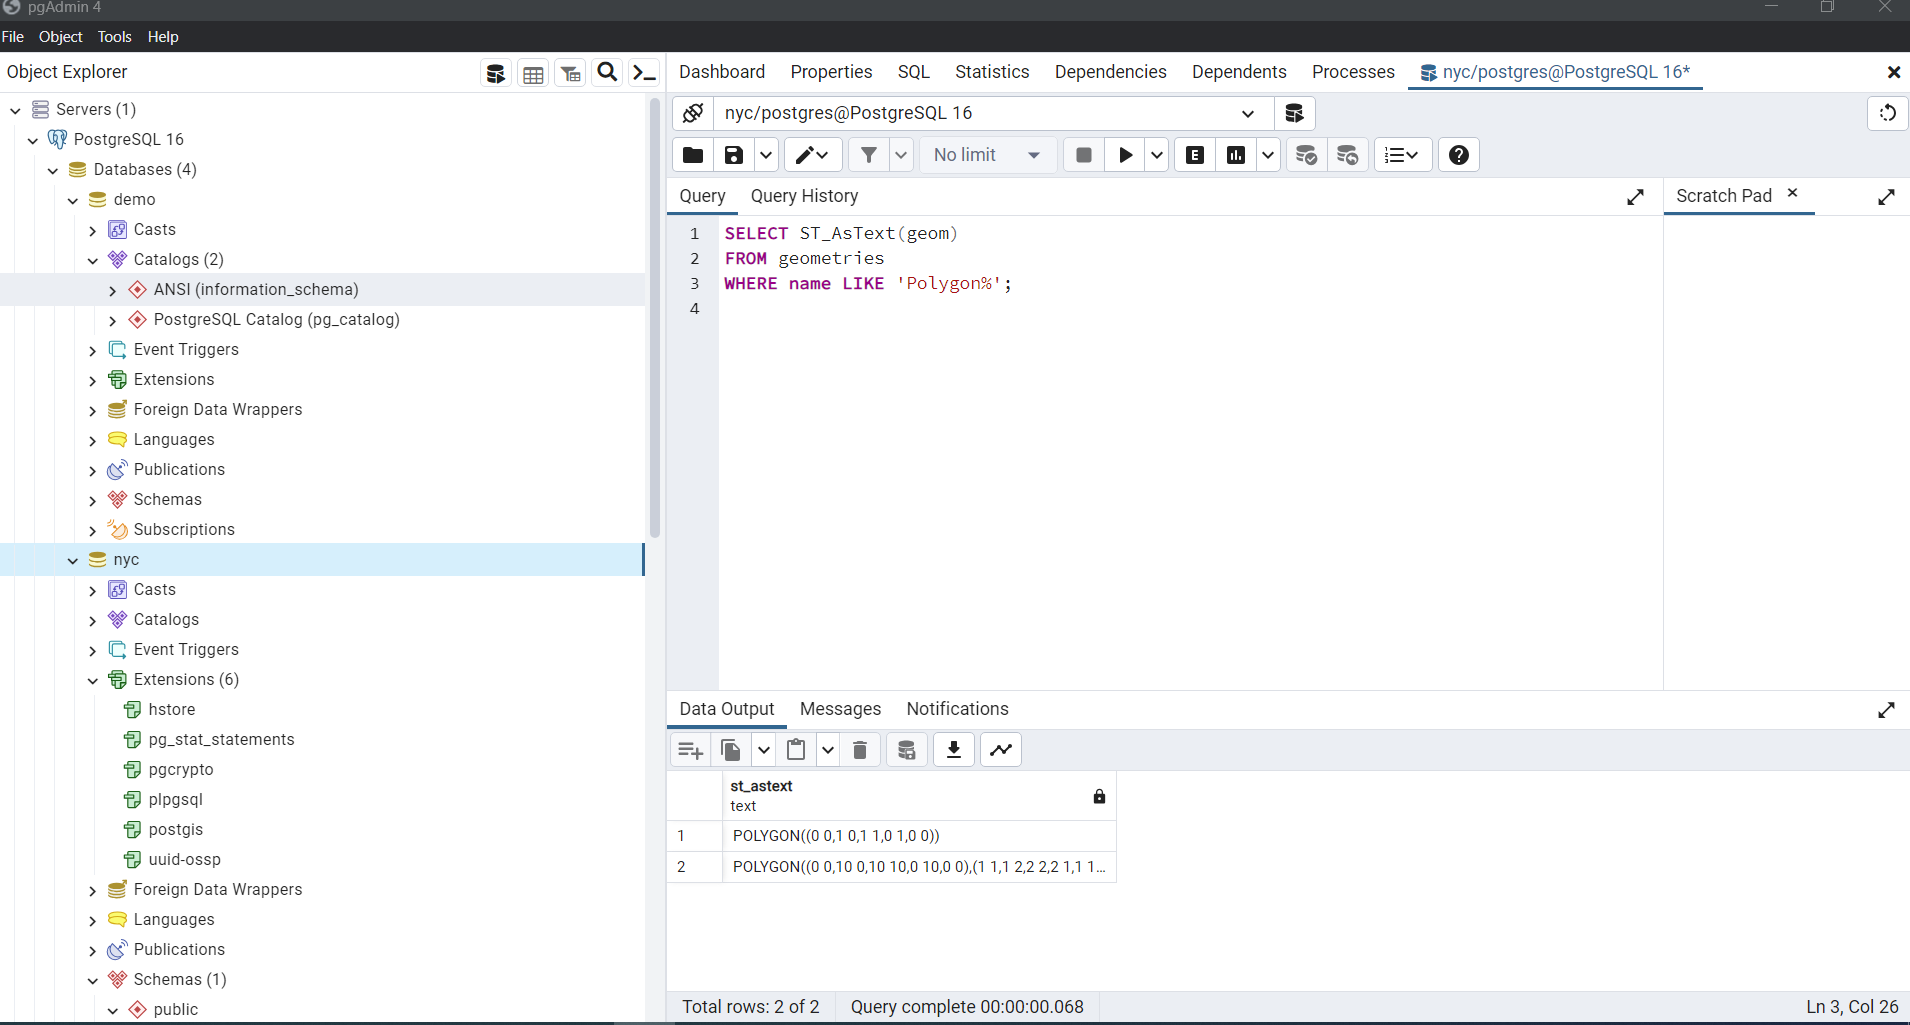 pgAdmin 4
File Object Tools Help
Object Explorer
Servers (1)
PostgreSQL 16
Databases (4)
demo
Casts
Catalogs (2)
ANSI (information_schema)
PostgreSQL Catalog (pg_catalog)
Event Triggers
Extensions
Foreign Data Wrappers
Languages
Publications
Schemas
Subscriptions
nyc
Casts
Catalogs
Event Triggers
Extensions (6)
hstore
pg_stat_statements
pgcrypto
plpgsql
postgis
uuid-ossp
Foreign Data Wrappers
Languages
Publications
Schemas (1)
public
Dashboard Properties SQL Statistics Dependencies Dependents Processes nyc/postgres@PostgreSQL 16*
nyc/postgres@PostgreSQL 16
No limit E
Query Query History
Scratch Pad
1 SELECT ST_AsText(geom)
2 FROM geometries
3 WHERE name LIKE 'Polygon%';
4
Data Output Messages Notifications
st_astext
text
1 POLYGON((0 0,1 0,1 1,0 1,0 0))
2 POLYGON((0 0,10 0,10 10,0 10,0 0),(1 1,1 2,2 2,2 1,1 1...
Total rows: 2 of 2 Query complete 00:00:00.068 Ln 3, Col 26